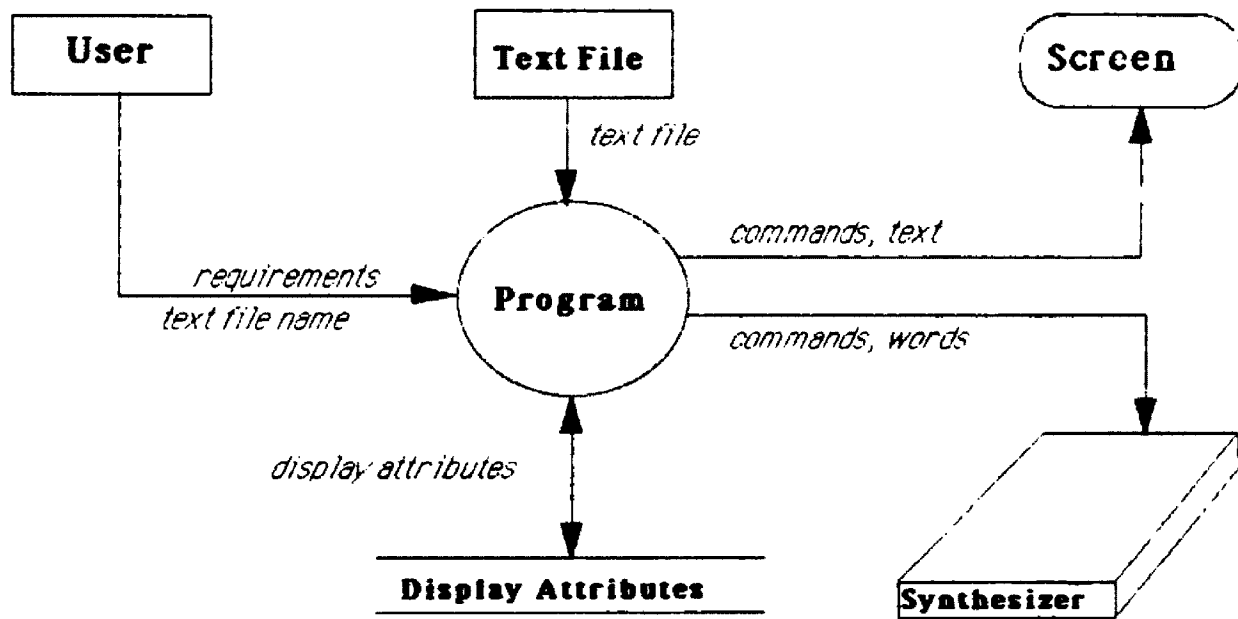 User
Text File
Screen
text file
commands, text
requirements
Program
text file name
commands, words
display attributes
Display Attributes
Synthesizer